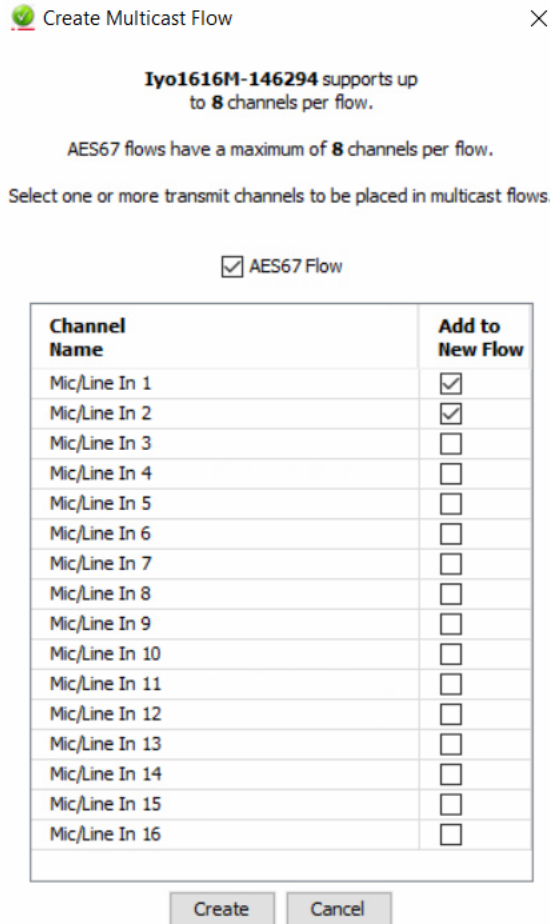 Create Multicast Flow
Iyo1616M-146294 supports up
to 8 channels per flow.
AES67 flows have a maximum of 8 channels per flow.
Select one or more transmit channels to be placed in multicast flows.
AES67 Flow
Channel Name
Add to New Flow
Mic/Line In 1
Mic/Line In 2
Mic/Line In 3
Mic/Line In 4
Mic/Line In 5
Mic/Line In 6
Mic/Line In 7
Mic/Line In 8
Mic/Line In 9
Mic/Line In 10
Mic/Line In 11
Mic/Line In 12
Mic/Line In 13
Mic/Line In 14
Mic/Line In 15
Mic/Line In 16
Create Cancel